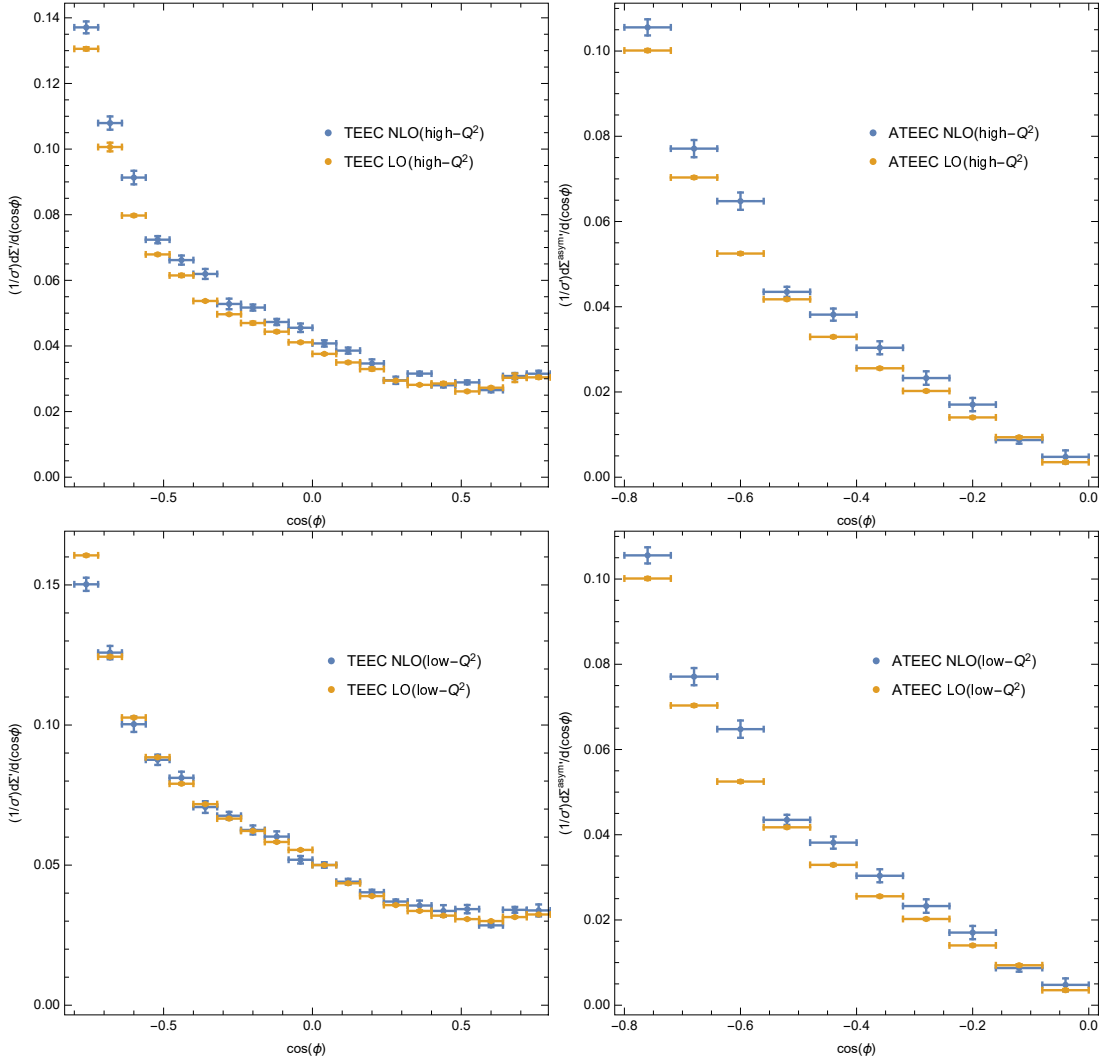 0.14
0.12
0.10
0.08
0.06
0.04
0.02
0.00
(1/σ')dΣ'/d(cosϕ)
TEEC NLO(high-Q²)
TEEC LO(high-Q²)
-0.5
0.0
0.5
cos(ϕ)
0.10
0.08
0.06
0.04
0.02
0.00
(1/σ')dΣᵃˢʸᵐ'/d(cosϕ)
ATEEC NLO(high-Q²)
ATEEC LO(high-Q²)
-0.8
-0.6
-0.4
-0.2
0.0
cos(ϕ)
0.15
0.10
0.05
0.00
(1/σ')dΣ'/d(cosϕ)
TEEC NLO(low-Q²)
TEEC LO(low-Q²)
-0.5
0.0
0.5
cos(ϕ)
0.10
0.08
0.06
0.04
0.02
0.00
(1/σ')dΣᵃˢʸᵐ'/d(cosϕ)
ATEEC NLO(low-Q²)
ATEEC LO(low-Q²)
-0.8
-0.6
-0.4
-0.2
0.0
cos(ϕ)